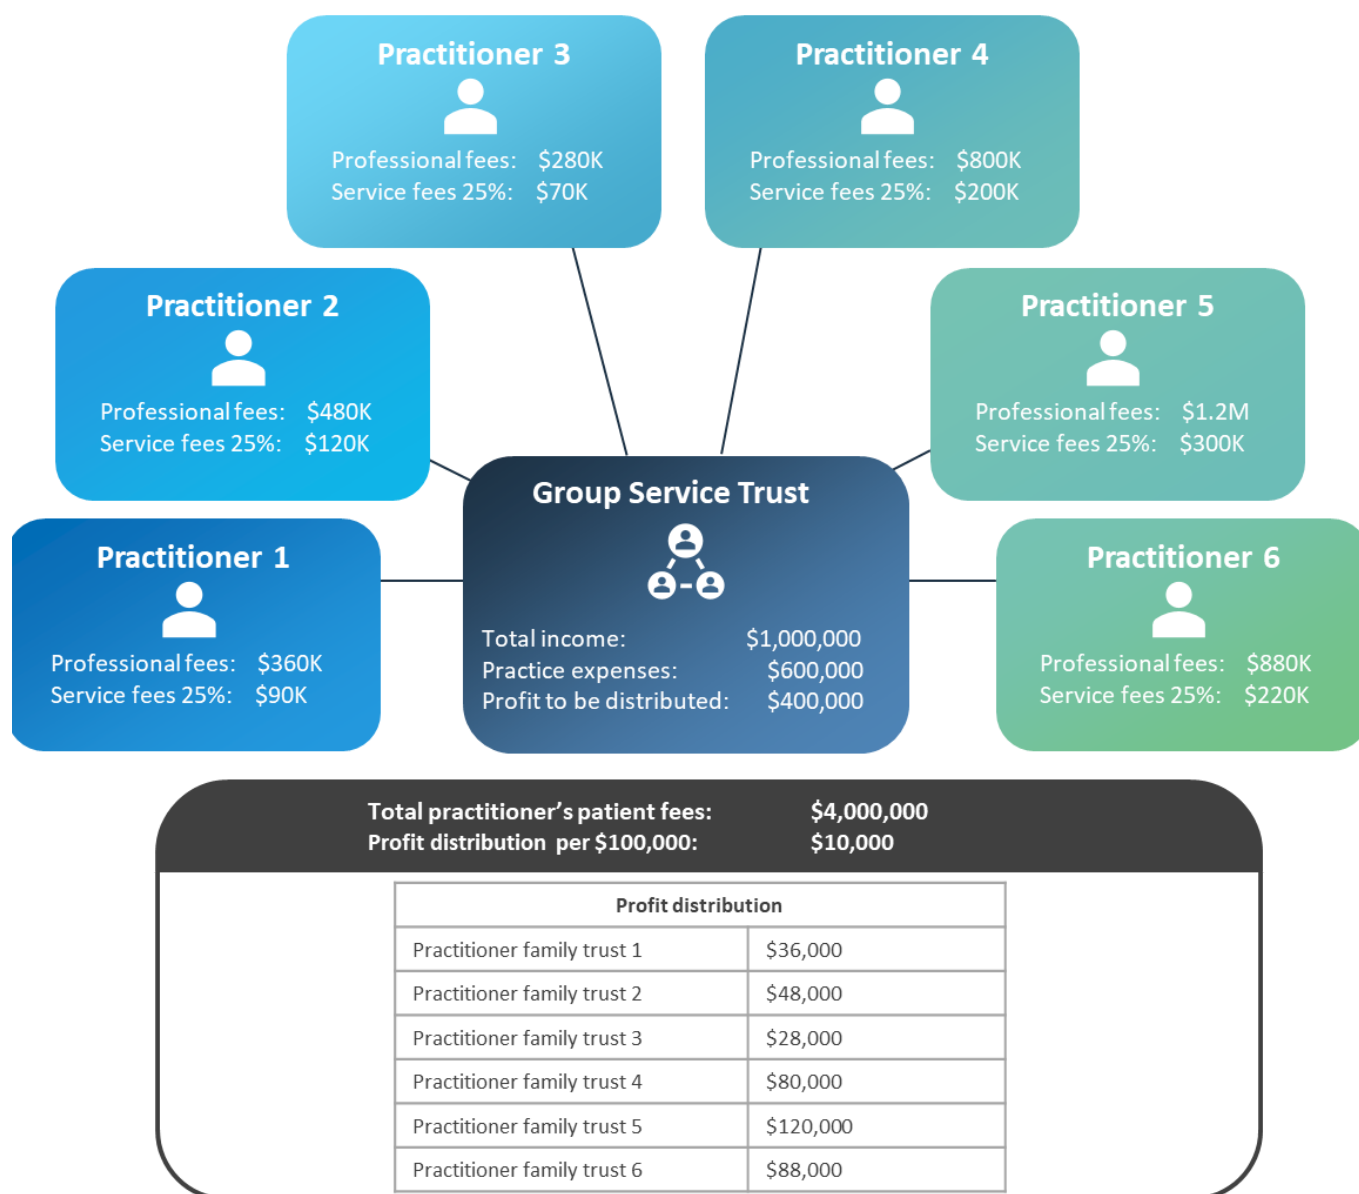 Practitioner 3
Professional fees: $280K
Service fees 25%: $70K
Practitioner 4
Professional fees: $800K
Service fees 25%: $200K
Practitioner 2
Professional fees: $480K
Service fees 25%: $120K
Practitioner 5
Professional fees: $1.2M
Service fees 25%: $300K
Practitioner 1
Professional fees: $360K
Service fees 25%: $90K
Group Service Trust
Total income: $1,000,000
Practice expenses: $600,000
Profit to be distributed: $400,000
Practitioner 6
Professional fees: $880K
Service fees 25%: $220K
Total practitioner’s patient fees: $4,000,000
Profit distribution per $100,000: $10,000
Profit distribution
Practitioner family trust 1 $36,000
Practitioner family trust 2 $48,000
Practitioner family trust 3 $28,000
Practitioner family trust 4 $80,000
Practitioner family trust 5 $120,000
Practitioner family trust 6 $88,000